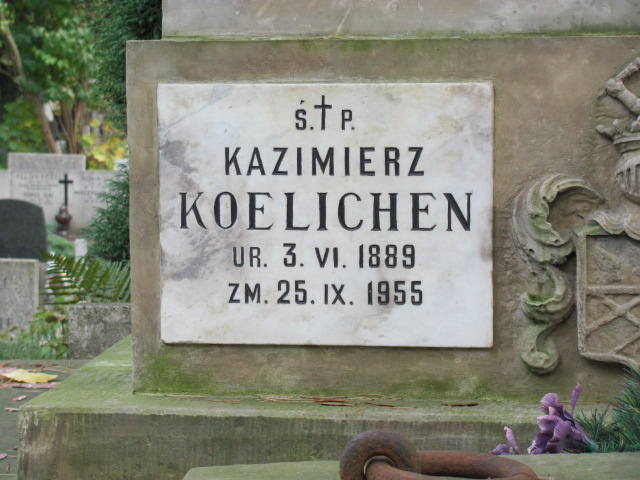 Ś.†P.
KAZIMIERZ
KOELICHEN
UR. 3. VI. 1889
ZM. 25. IX. 1955